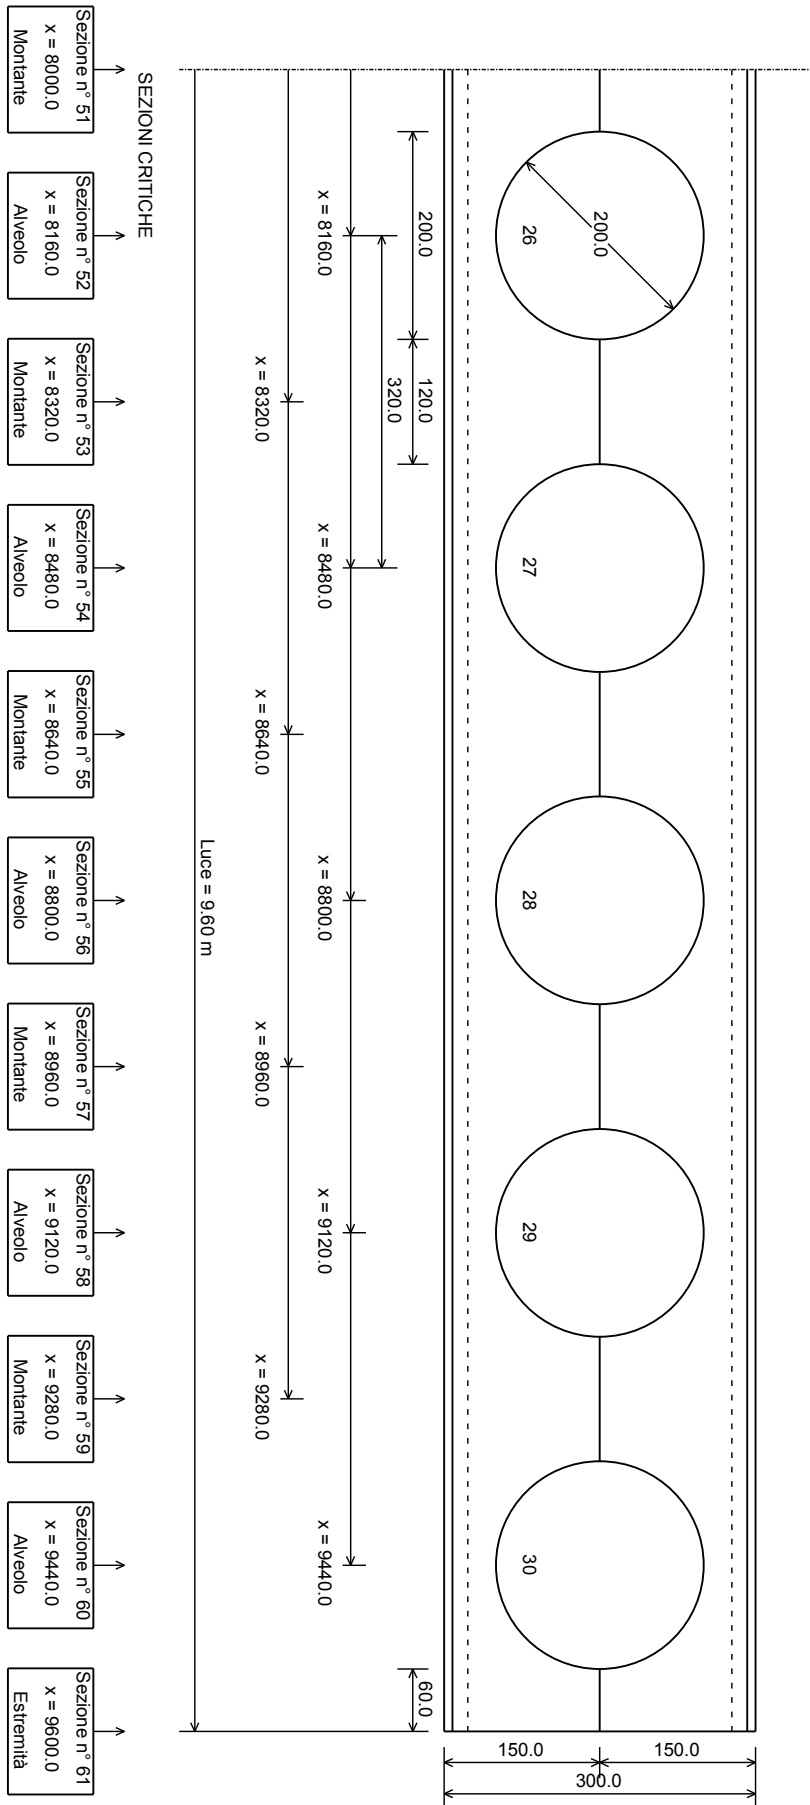 200.0
26
27
28
29
30
150.0
150.0
300.0
200.0
120.0
60.0
320.0
x = 8160.0
x = 8480.0
x = 8800.0
x = 9120.0
x = 9440.0
x = 8320.0
x = 8640.0
x = 8960.0
x = 9280.0
Luce = 9.60 m
SEZIONI CRITICHE
Sezione n° 51
x = 8000.0
Montante
Sezione n° 52
x = 8160.0
Alveolo
Sezione n° 53
x = 8320.0
Montante
Sezione n° 54
x = 8480.0
Alveolo
Sezione n° 55
x = 8640.0
Montante
Sezione n° 56
x = 8800.0
Alveolo
Sezione n° 57
x = 8960.0
Montante
Sezione n° 58
x = 9120.0
Alveolo
Sezione n° 59
x = 9280.0
Montante
Sezione n° 60
x = 9440.0
Alveolo
Sezione n° 61
x = 9600.0
Estremità